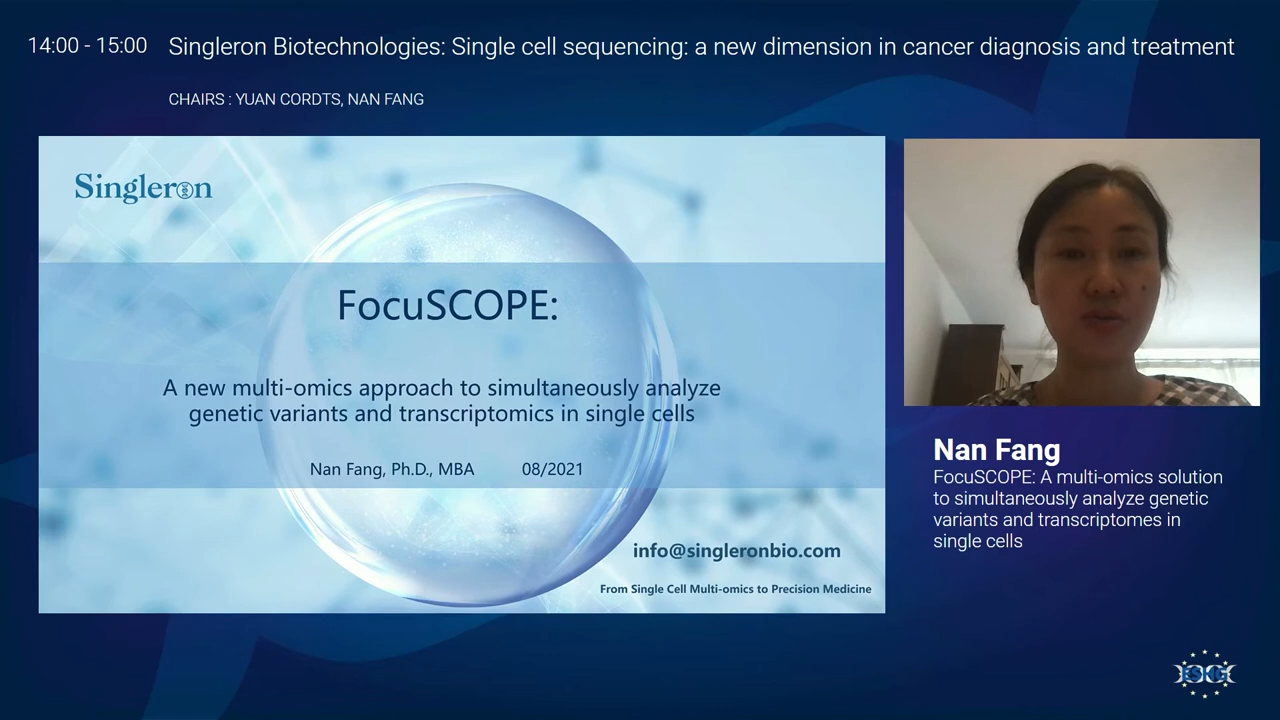 14:00 - 15:00 Singleron Biotechnologies: Single cell sequencing: a new dimension in cancer diagnosis and treatment
CHAIRS : YUAN CORDTS, NAN FANG
Singleron
FocuSCOPE:
A new multi-omics approach to simultaneously analyze
genetic variants and transcriptomics in single cells
Nan Fang, Ph.D., MBA 08/2021
info@singleronbio.com
From Single Cell Multi-omics to Precision Medicine
Nan Fang
FocuSCOPE: A multi-omics solution
to simultaneously analyze genetic
variants and transcriptomes in
single cells
ESHG